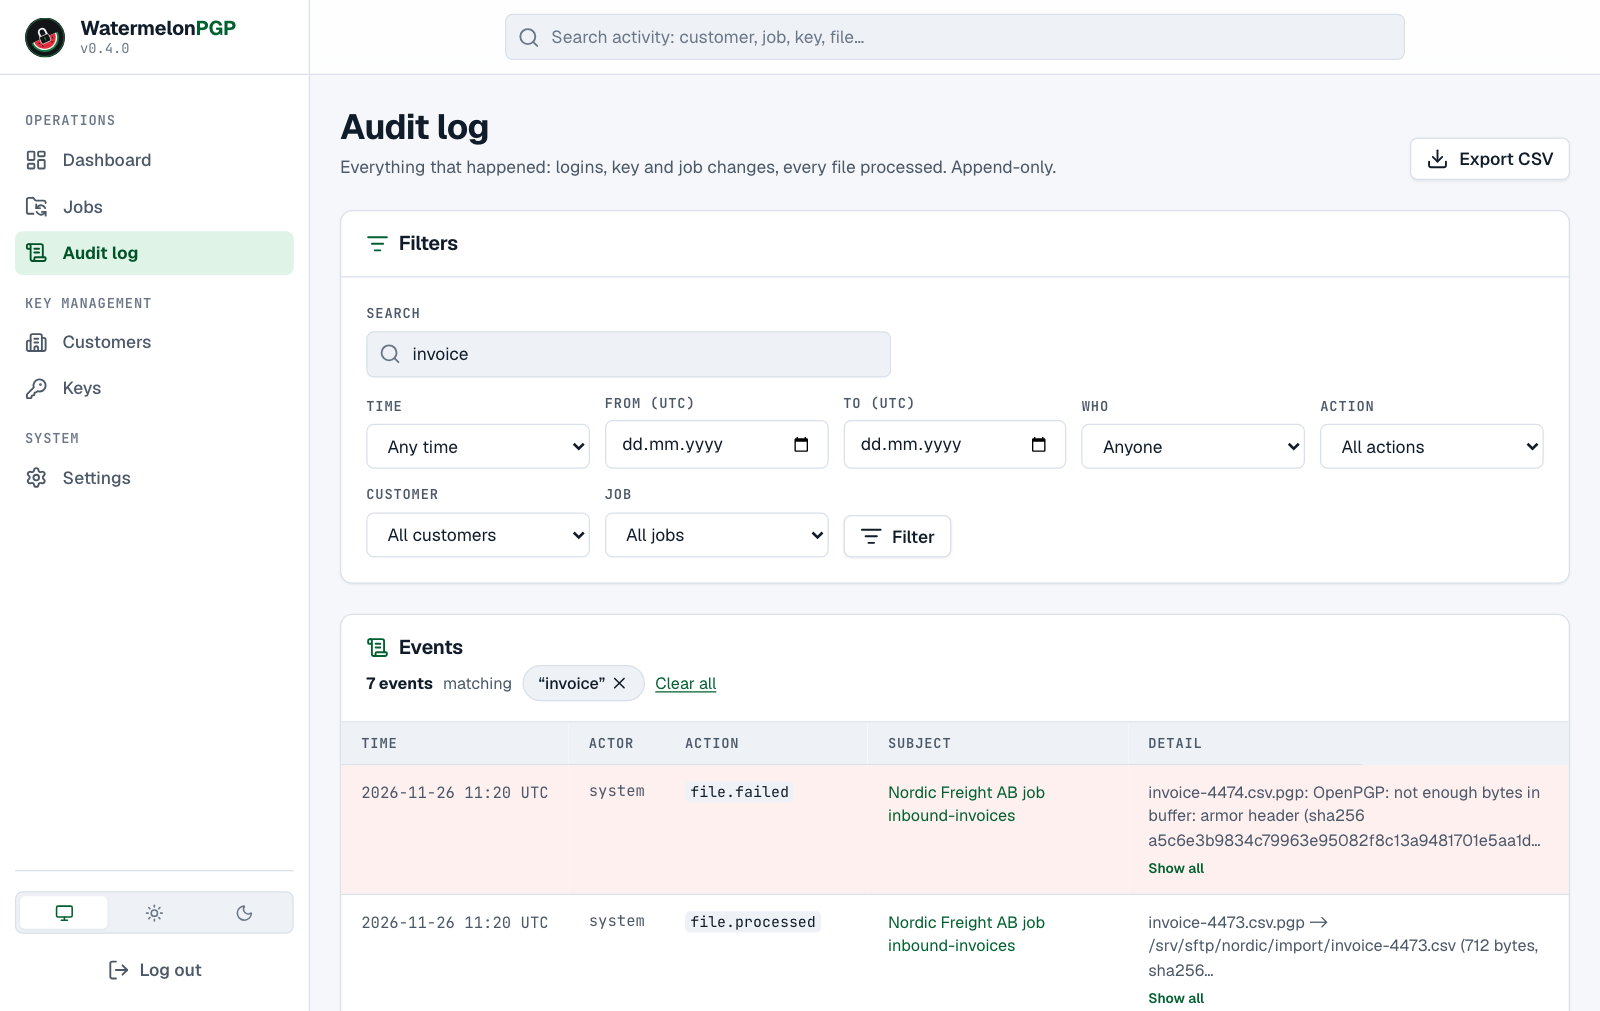 WatermelonPGP
v0.4.0
Search activity: customer, job, key, file…
OPERATIONS
Dashboard
Jobs
Audit log
KEY MANAGEMENT
Customers
Keys
SYSTEM
Settings
Log out
Audit log
Everything that happened: logins, key and job changes, every file processed. Append-only.
Export CSV
Filters
SEARCH
invoice
TIME FROM (UTC) TO (UTC) WHO ACTION
Any time dd.mm.yyyy dd.mm.yyyy Anyone All actions
CUSTOMER JOB
All customers All jobs Filter
Events
7 events matching “invoice” Clear all
TIME ACTOR ACTION SUBJECT DETAIL
2026-11-26 11:20 UTC system file.failed Nordic Freight AB job invoice-4474.csv.pgp: OpenPGP: not enough bytes in
inbound-invoices buffer: armor header (sha256
a5c6e3b9834c79963e95082f8c13a9481701e5aa1d…
Show all
2026-11-26 11:20 UTC system file.processed Nordic Freight AB job invoice-4473.csv.pgp →
inbound-invoices /srv/sftp/nordic/import/invoice-4473.csv (712 bytes,
sha256…
Show all